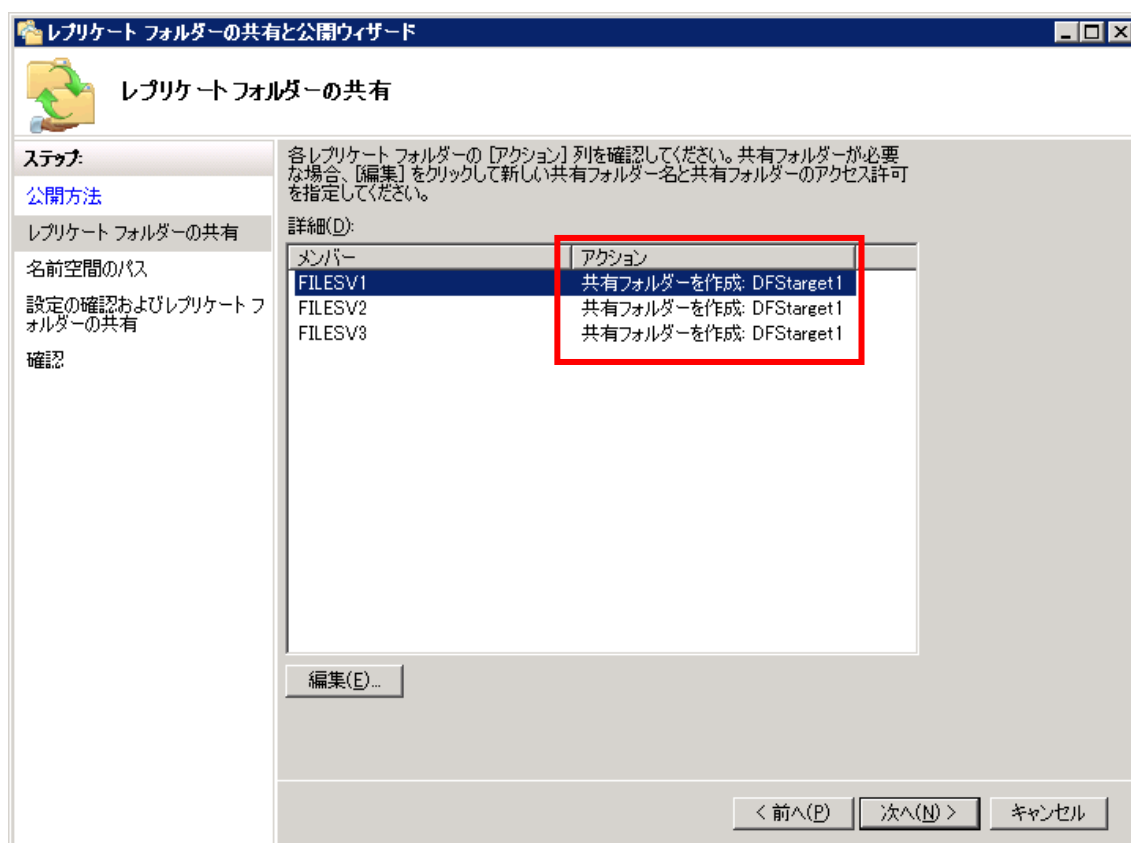 レプリケート フォルダーの共有と公開ウィザード
レプリケート フォルダーの共有
ステップ:
公開方法
レプリケート フォルダーの共有
名前空間のパス
設定の確認およびレプリケート フ
ォルダーの共有
確認
各レプリケート フォルダーの [アクション] 列を確認してください。共有フォルダーが必要
な場合、[編集] をクリックして新しい共有フォルダー名と共有フォルダーのアクセス許可
を指定してください。
詳細(D):
メンバー アクション
FILESV1 共有フォルダーを作成: DFStarget1
FILESV2 共有フォルダーを作成: DFStarget1
FILESV3 共有フォルダーを作成: DFStarget1
編集(E)...
< 前へ(P) 次へ(N) > キャンセル